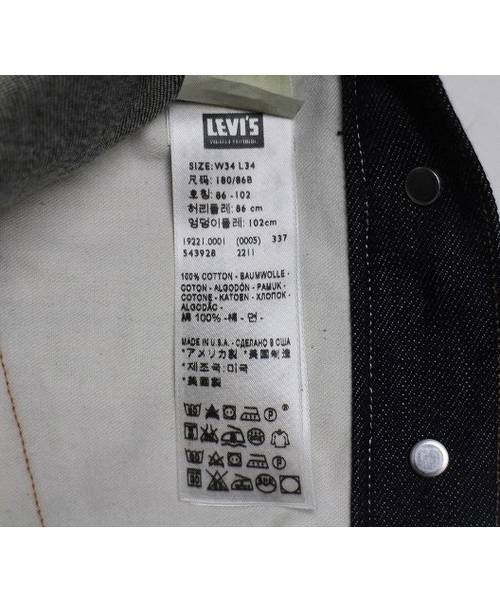 LEVI'S
SIZE: W34 L34
尺码: 180/86B
호칭: 86 -102
허리둘레: 86 cm
엉덩이둘레: 102cm
19221.0001 (0005) 337
543928 2211
100% COTTON - BAUMWOLLE -
COTON - ALGODÓN - PAMUK -
COTONE - KATOEN - ХЛОПОК -
ALGODÃO -
綿 100% -棉 - 면 -
MADE IN U.S.A. - СДЕЛАНО В США
*アメリカ製 *美國制造
*제조국:미국
*美國製